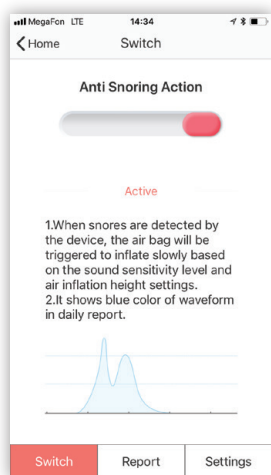 MegaFon LTE 14:34
Home Switch
Anti Snoring Action
Active
1.When snores are detected by
the device, the air bag will be
triggered to inflate slowly based
on the sound sensitivity level and
air inflation height settings.
2.It shows blue color of waveform
in daily report.
Switch Report Settings